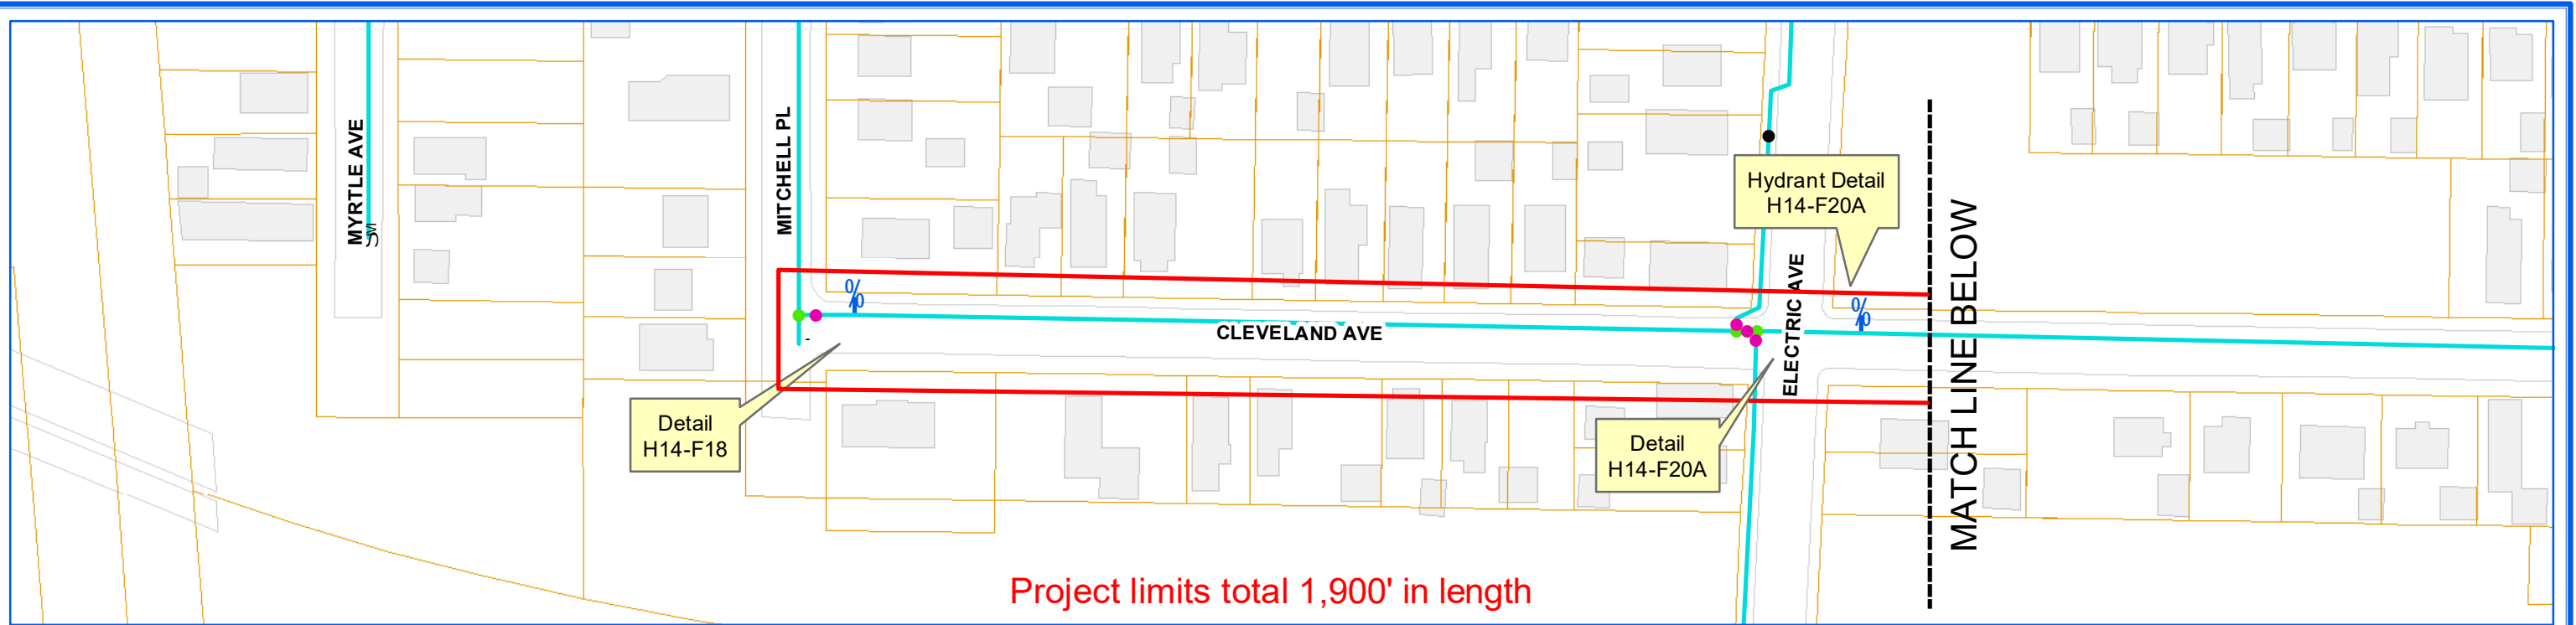 MYRTLE AVE
MITCHELL PL
Hydrant Detail
H14-F20A
%
%
CLEVELAND AVE
ELECTRIC AVE
MATCH LINE BELOW
Detail
H14-F18
Detail
H14-F20A
Project limits total 1,900' in length